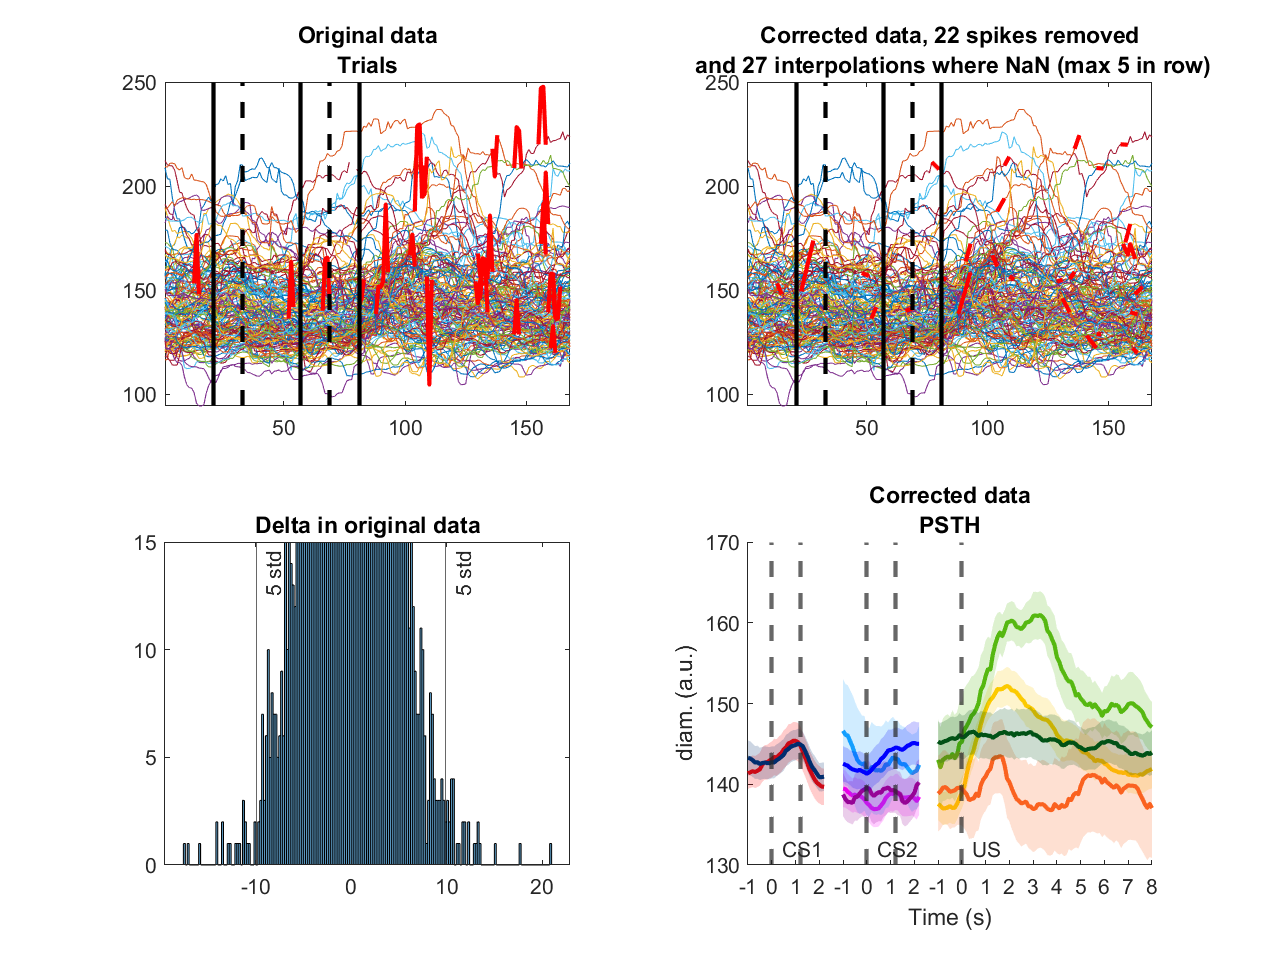 Original data
Trials
250
200
150
100
50
100
150
Corrected data, 22 spikes removed
and 27 interpolations where NaN (max 5 in row)
250
200
150
100
50
100
150
Delta in original data
15
10
5
0
5 std
5 std
-10
0
10
20
Corrected data
PSTH
diam. (a.u.)
170
160
150
140
130
CS1
CS2
US
-1 0 1 2 -1 0 1 2 -1 0 1 2 3 4 5 6 7 8
Time (s)